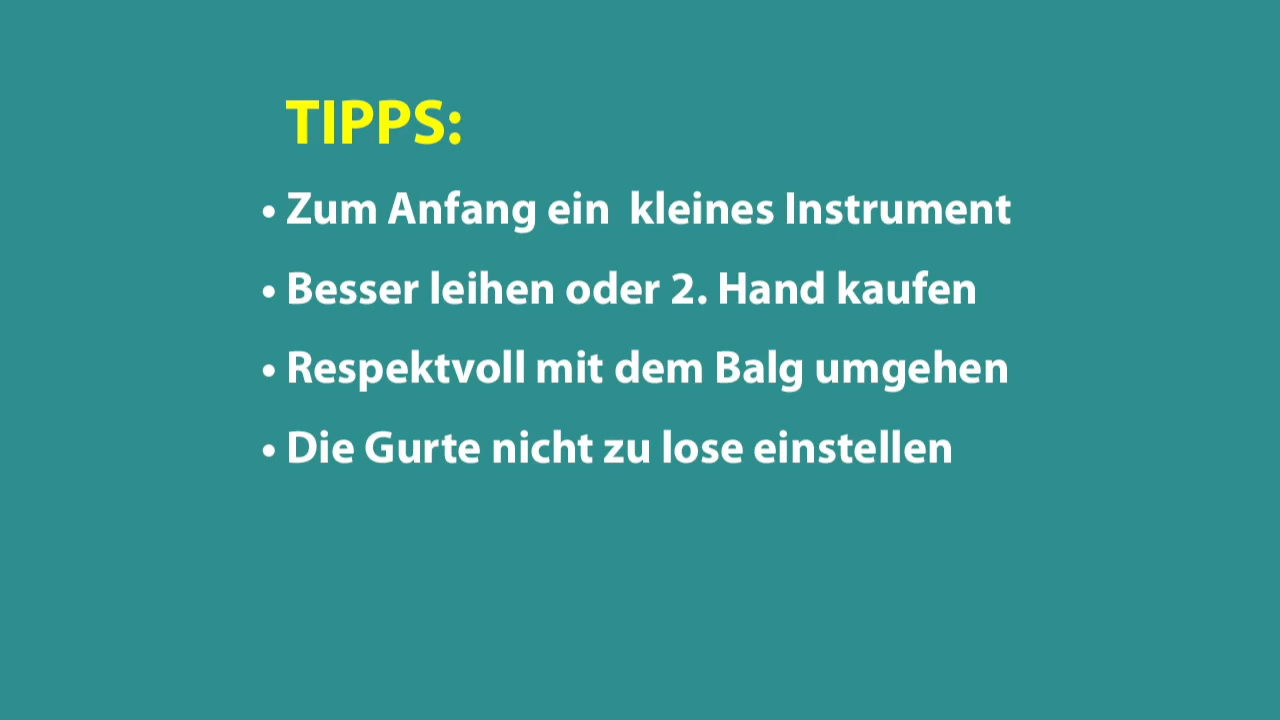 TIPPS:
• Zum Anfang ein  kleines Instrument
• Besser leihen oder 2. Hand kaufen
• Respektvoll mit dem Balg umgehen
• Die Gurte nicht zu lose einstellen